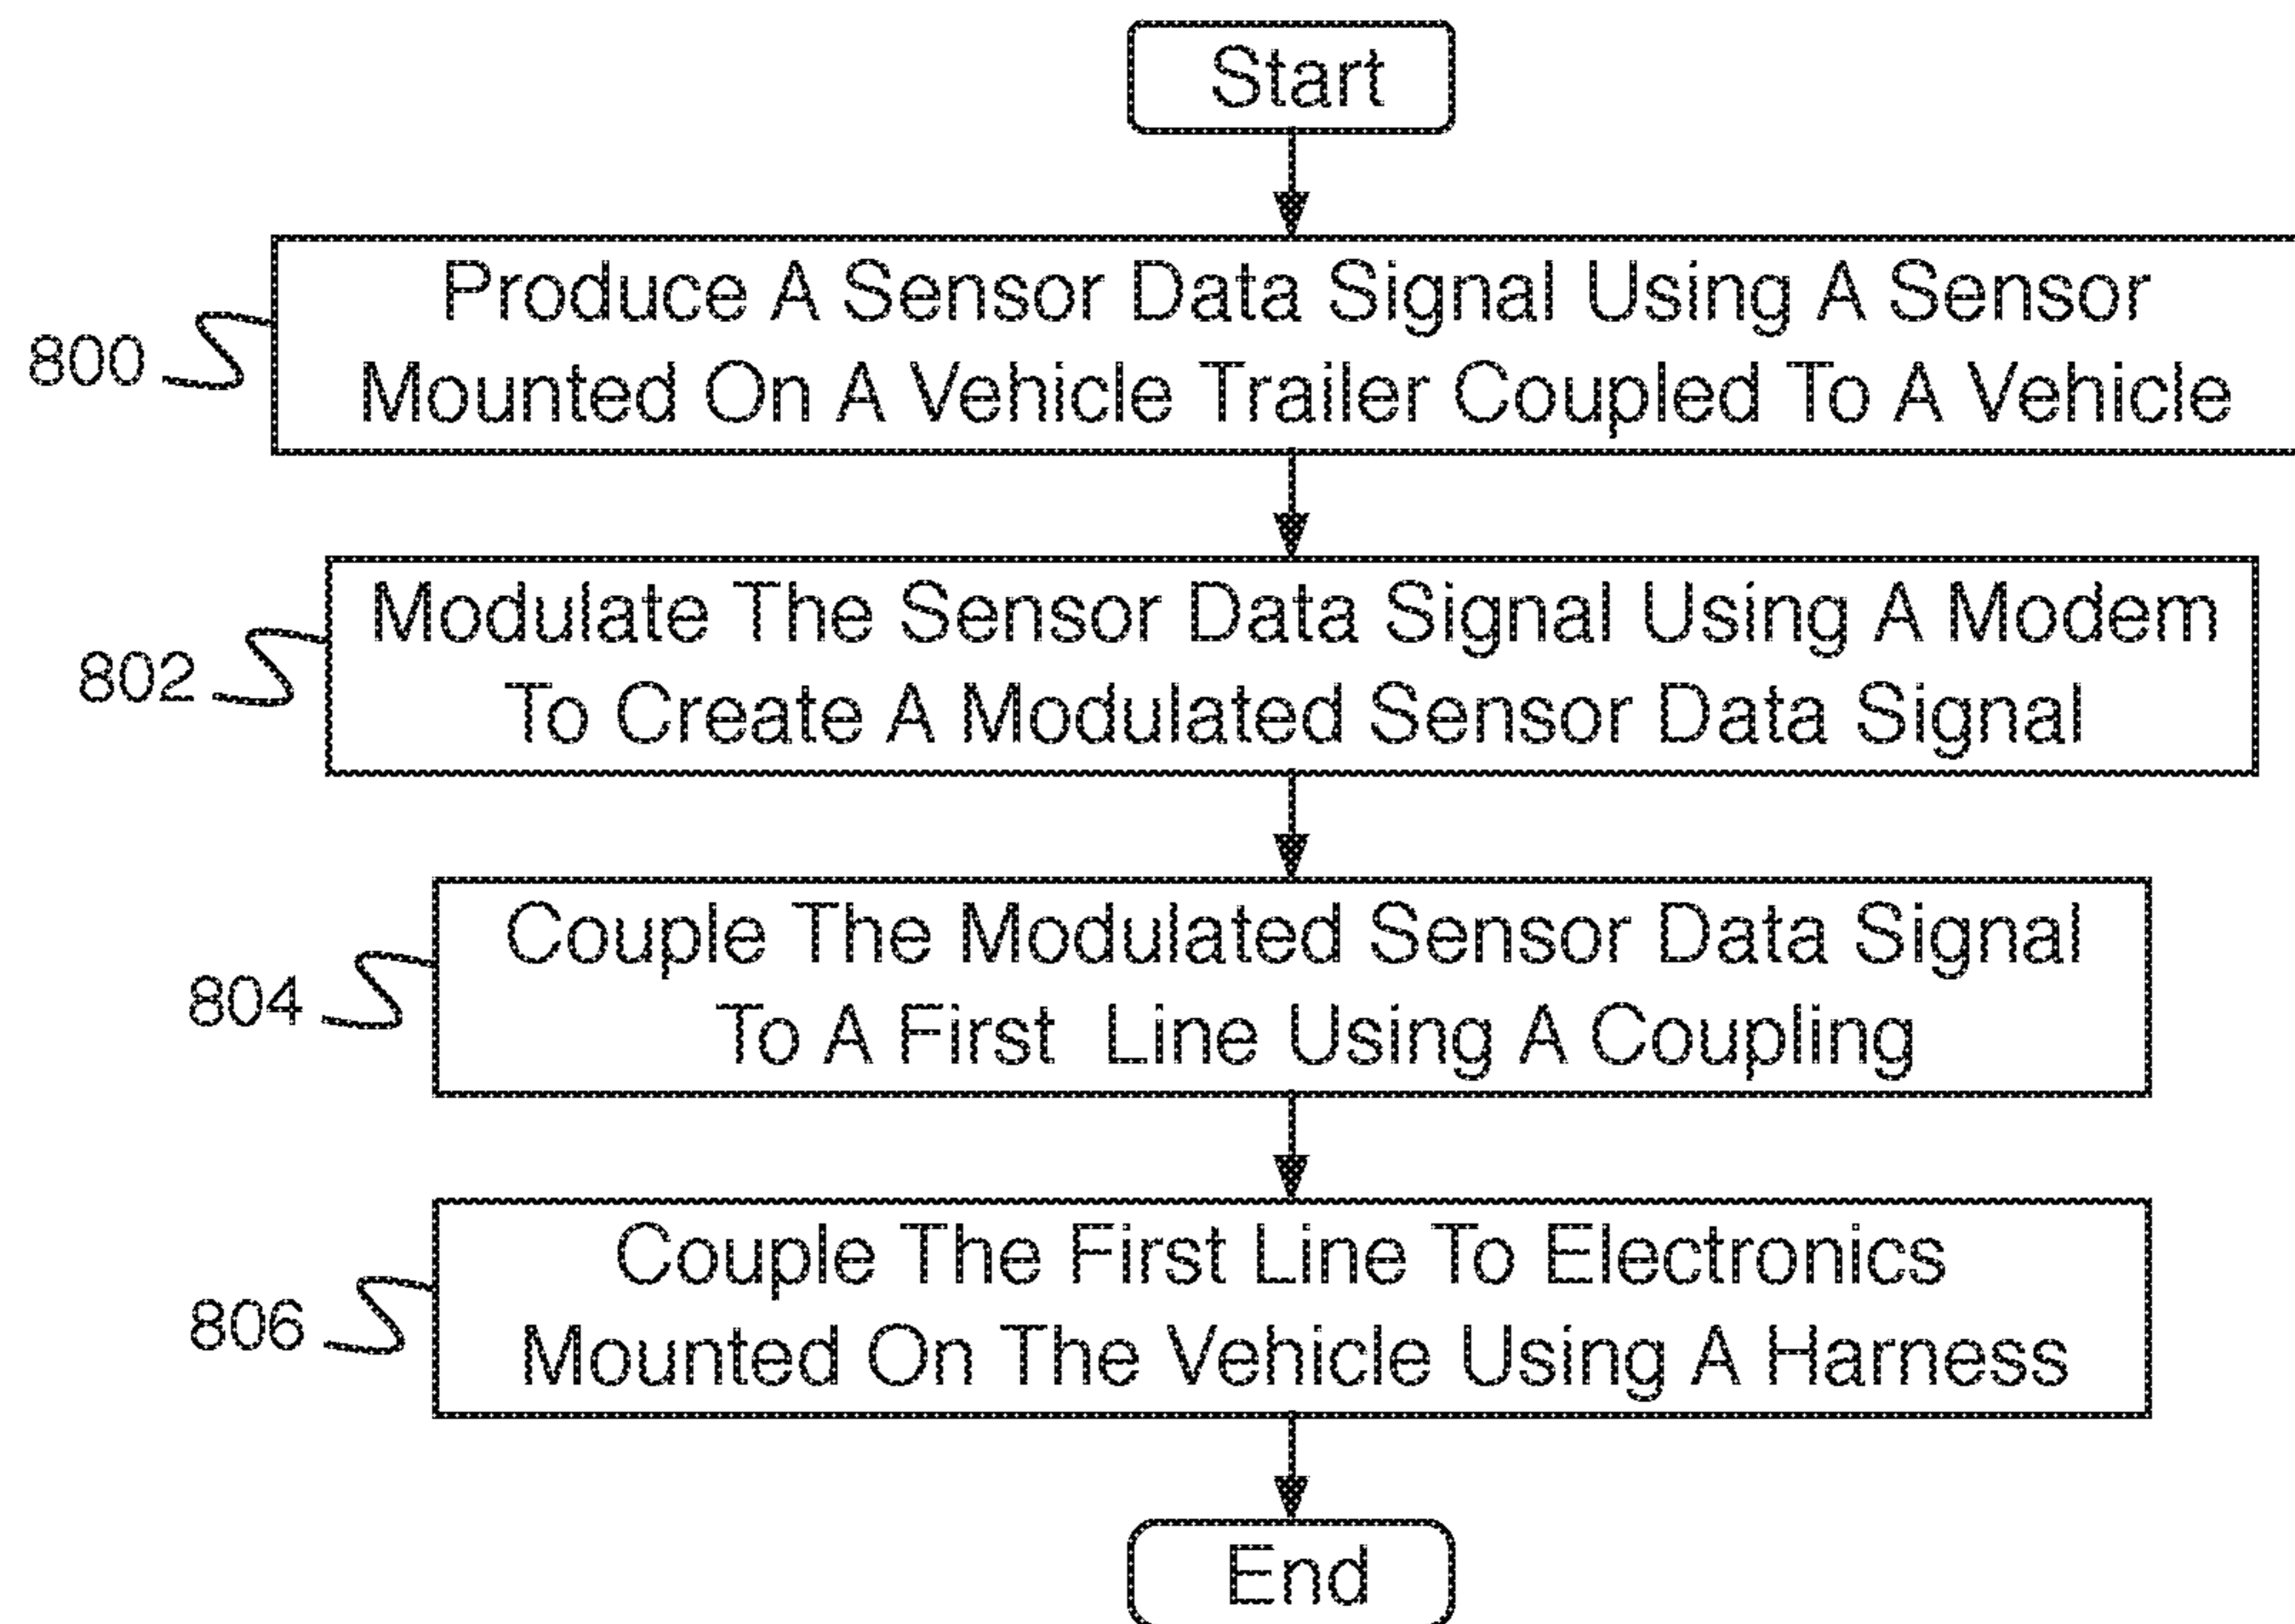 Start
800
Produce A Sensor Data Signal Using A Sensor
Mounted On A Vehicle Trailer Coupled To A Vehicle
802
Modulate The Sensor Data Signal Using A Modem
To Create A Modulated Sensor Data Signal
804
Couple The Modulated Sensor Data Signal
To A First Line Using A Coupling
806
Couple The First Line To Electronics
Mounted On The Vehicle Using A Harness
End